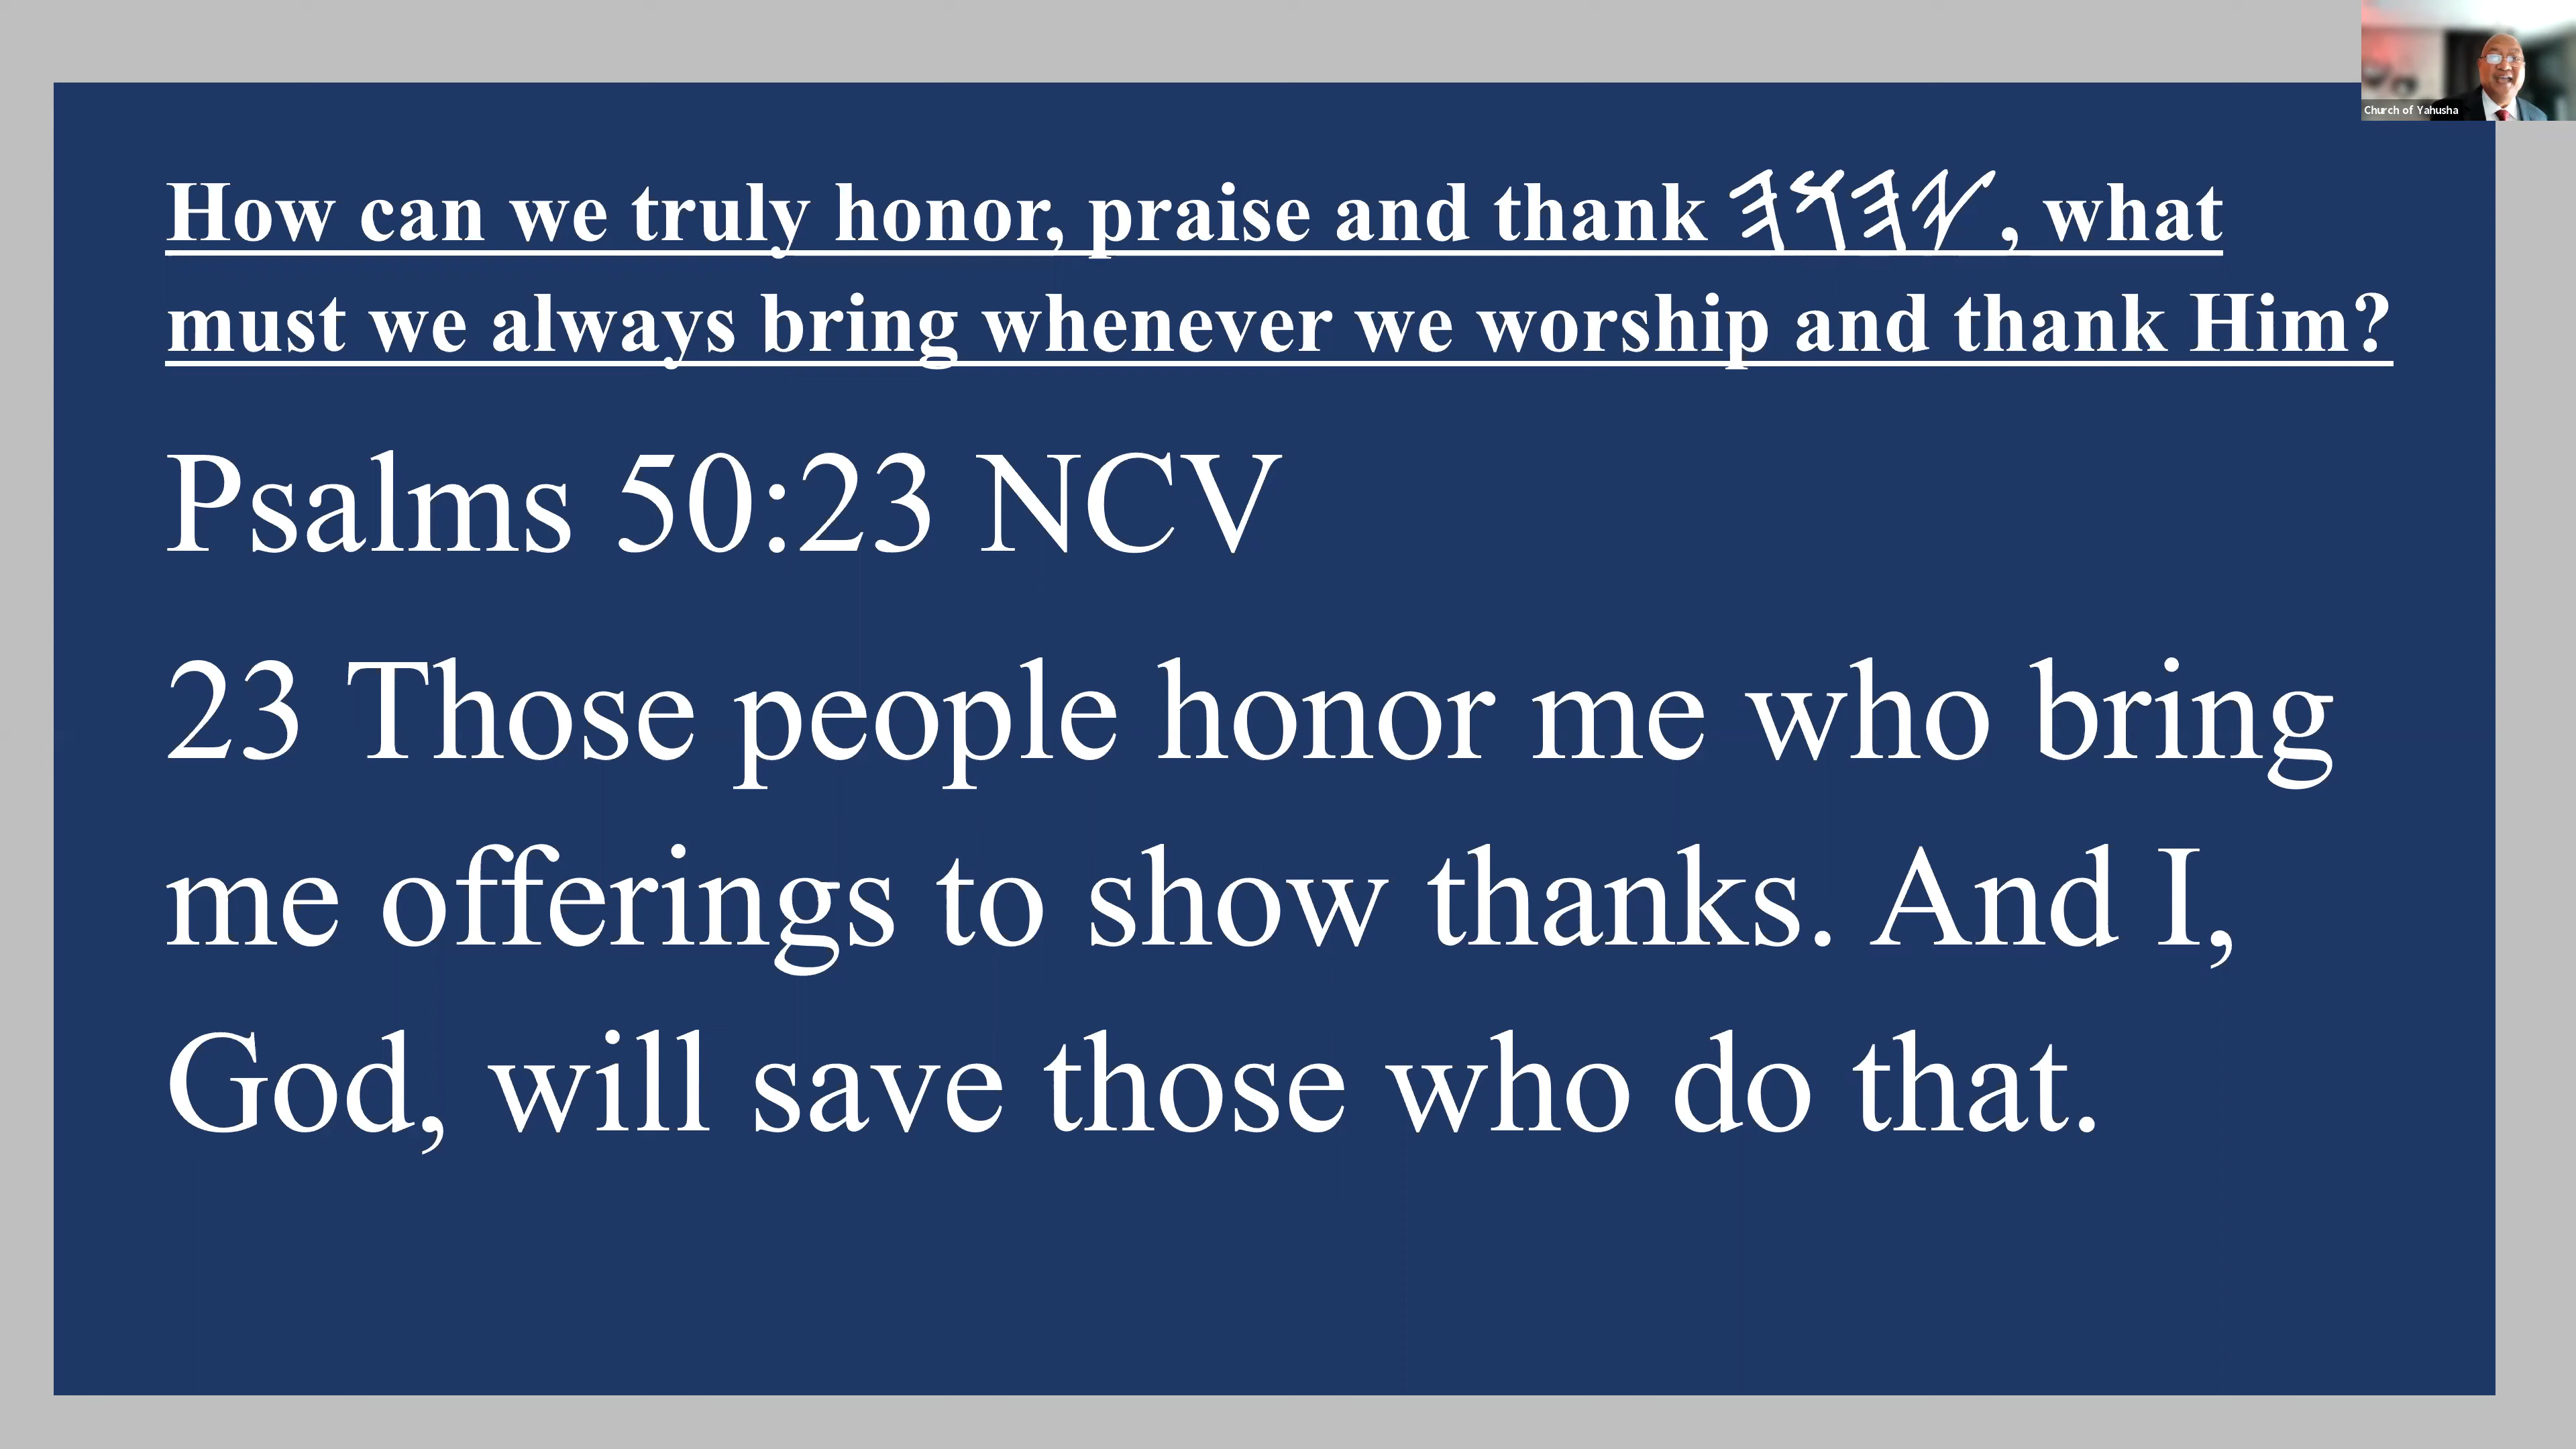 How can we truly honor, praise and thank 𐤉𐤄𐤅𐤄, what
must we always bring whenever we worship and thank Him?
Psalms 50:23 NCV
23 Those people honor me who bring
me offerings to show thanks. And I,
God, will save those who do that.
Church of Yahusha